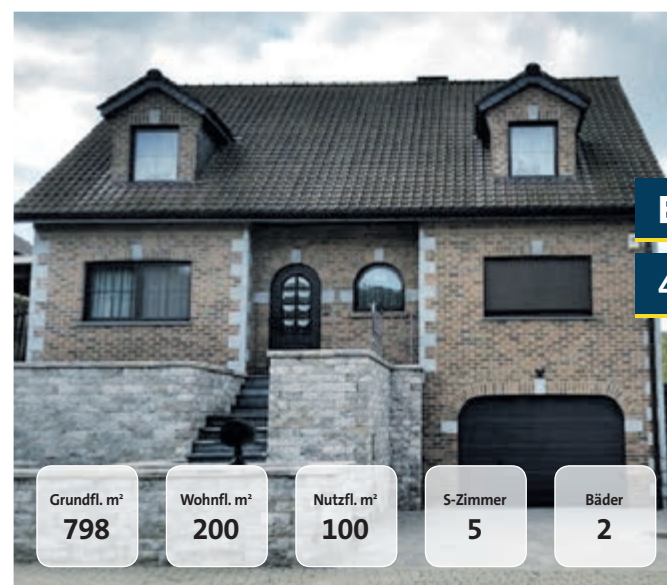 Grundfl. m²
798
Wohnfl. m²
200
Nutzfl. m²
100
S-Zimmer
5
Bäder
2